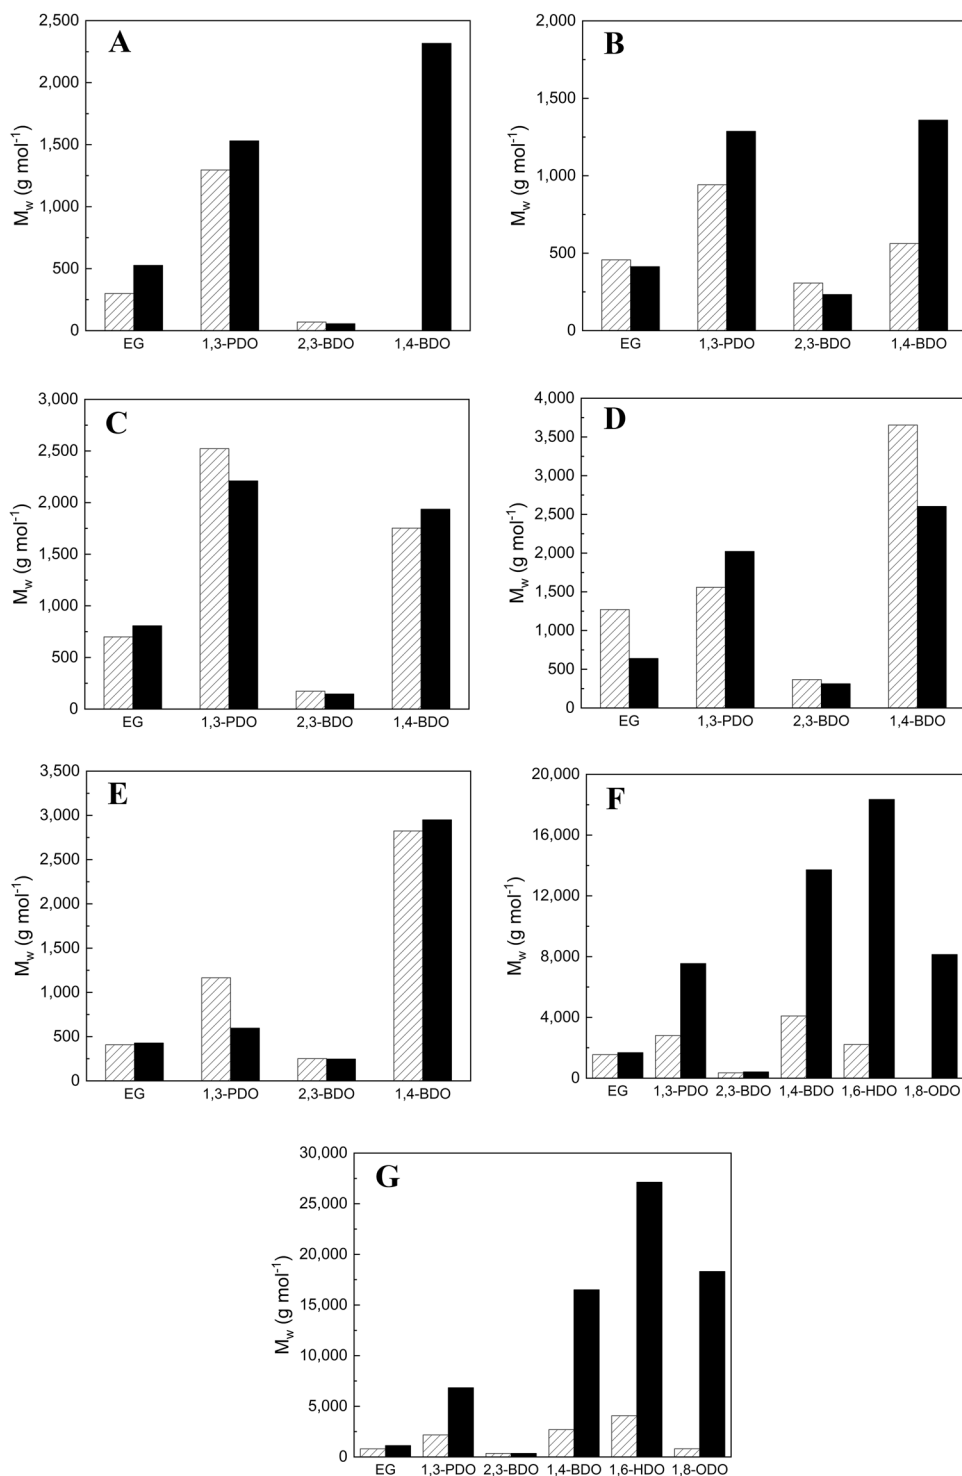 A
2,500
2,000
1,500
1,000
500
0
M_w (g mol⁻¹)
EG 1,3-PDO 2,3-BDO 1,4-BDO
B
2,000
1,500
1,000
500
0
M_w (g mol⁻¹)
EG 1,3-PDO 2,3-BDO 1,4-BDO
C
3,000
2,500
2,000
1,500
1,000
500
0
M_w (g mol⁻¹)
EG 1,3-PDO 2,3-BDO 1,4-BDO
D
4,000
3,500
3,000
2,500
2,000
1,500
1,000
500
0
M_w (g mol⁻¹)
EG 1,3-PDO 2,3-BDO 1,4-BDO
E
3,500
3,000
2,500
2,000
1,500
1,000
500
0
M_w (g mol⁻¹)
EG 1,3-PDO 2,3-BDO 1,4-BDO
F
20,000
16,000
12,000
8,000
4,000
0
M_w (g mol⁻¹)
EG 1,3-PDO 2,3-BDO 1,4-BDO 1,6-HDO 1,8-ODO
G
30,000
25,000
20,000
15,000
10,000
5,000
0
M_w (g mol⁻¹)
EG 1,3-PDO 2,3-BDO 1,4-BDO 1,6-HDO 1,8-ODO